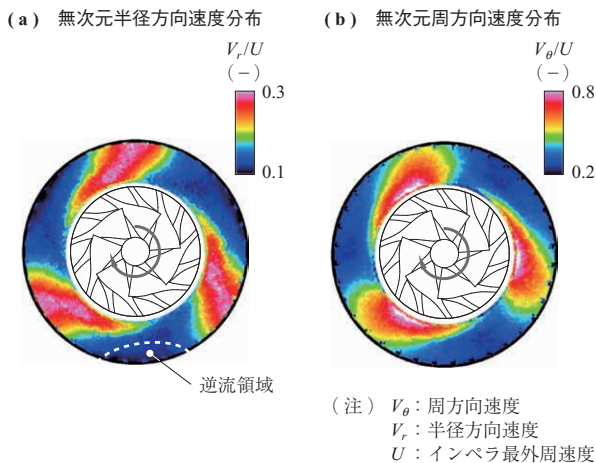 ( a ) 無次元半径方向速度分布
Vr/U
( − )
0.3
0.1
逆流領域
( b ) 無次元周方向速度分布
Vθ/U
( − )
0.8
0.2
( 注 ) Vθ：周方向速度
Vr：半径方向速度
U：インペラ最外周速度